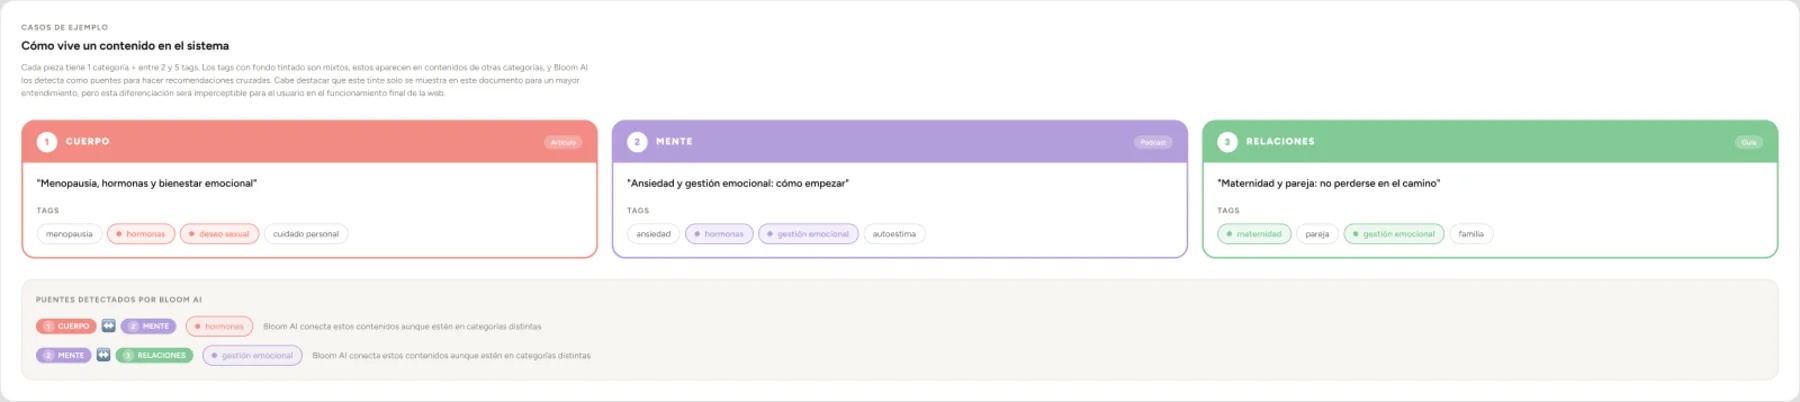 CASOS DE EJEMPLO
Cómo vive un contenido en el sistema
Cada pieza tiene 1 categoría + entre 2 y 5 tags. Los tags con fondo tintado son mixtos, estos aparecen en contenidos de otras categorías, y Bloom AI
los detecta como puentes para hacer recomendaciones cruzadas. Cabe destacar que este tinte solo se muestra en este documento para un mayor
entendimiento, pero esta diferenciación será imperceptible para el usuario en el funcionamiento final de la web.
1 CUERPO Artículo
"Menopausia, hormonas y bienestar emocional"
TAGS
menopausia hormonas deseo sexual cuidado personal
2 MENTE Podcast
"Ansiedad y gestión emocional: cómo empezar"
TAGS
ansiedad hormonas gestión emocional autoestima
3 RELACIONES Guía
"Maternidad y pareja: no perderse en el camino"
TAGS
maternidad pareja gestión emocional familia
PUENTES DETECTADOS POR BLOOM AI
1 CUERPO ↔ 2 MENTE hormonas Bloom AI conecta estos contenidos aunque estén en categorías distintas
2 MENTE ↔ 3 RELACIONES gestión emocional Bloom AI conecta estos contenidos aunque estén en categorías distintas